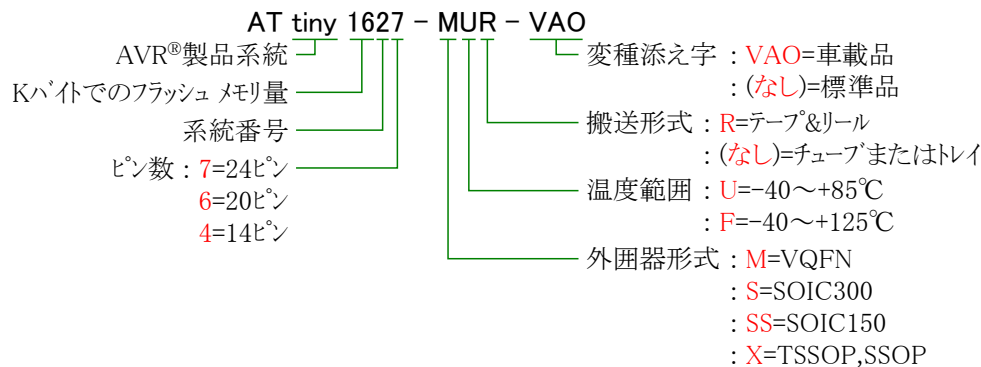 AT tiny 1627 - MUR - VAO
AVR®製品系統
Kバイトでのフラッシュ メモリ量
系統番号
ピン数 : 7=24ピン
6=20ピン
4=14ピン
変種添え字 : VAO=車載品
: (なし)=標準品
搬送形式 : R=テープ&リール
: (なし)=チューブまたはトレイ
温度範囲 : U=-40～+85℃
: F=-40～+125℃
外囲器形式 : M=VQFN
: S=SOIC300
: SS=SOIC150
: X=TSSOP,SSOP